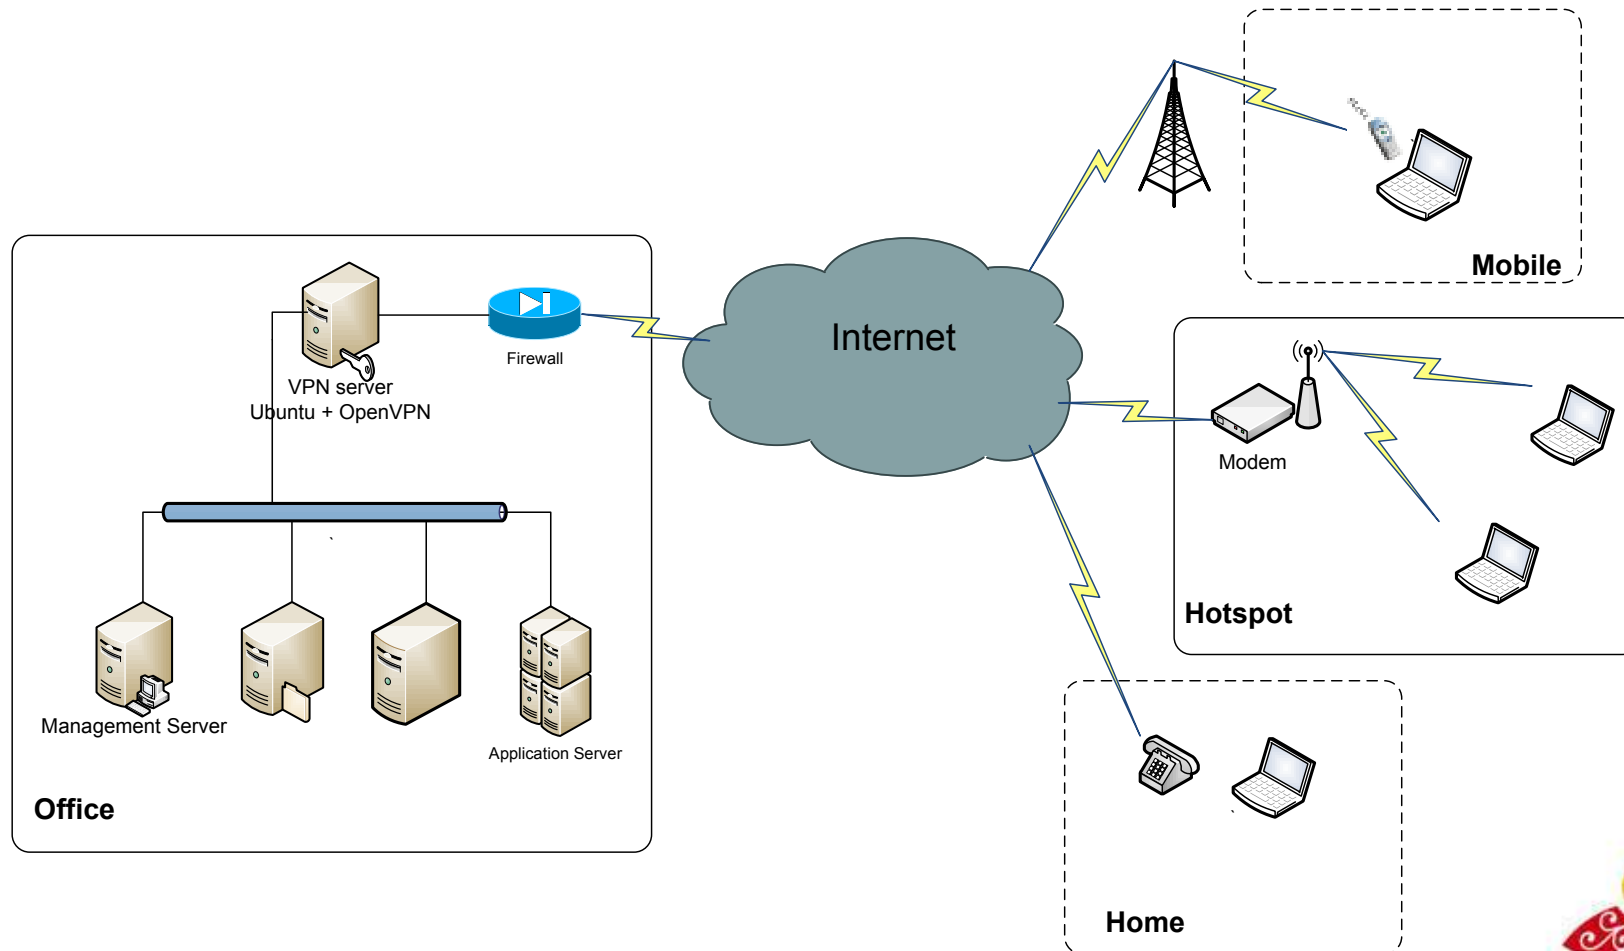 Mobile
Internet
VPN server
Ubuntu + OpenVPN
Firewall
Modem
Hotspot
Management Server
Application Server
Office
Home